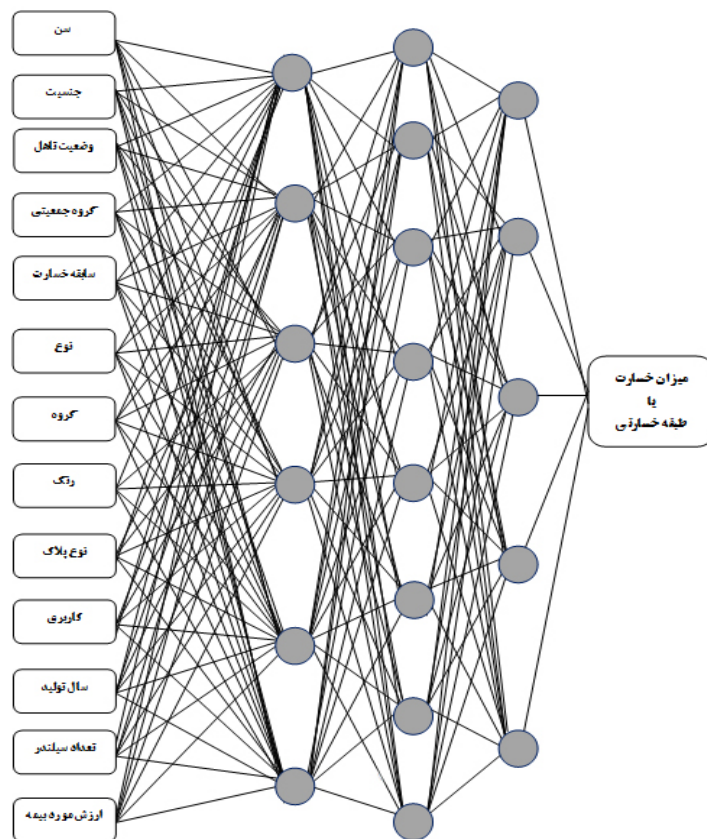 سن
جنسیت
وضعیت تاهل
گروه جمعیتی
سابقه خسارت
نوع
گروه
رنگ
نوع پلاک
کاربری
سال تولید
تعداد سیلندر
ارزش مورد بیمه
میزان خسارت
یا
طبقه خسارتی